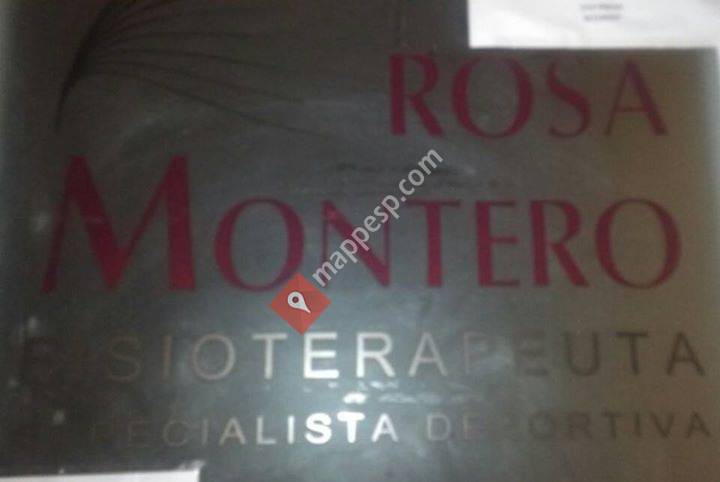 ROSA
MONTERO
FISIOTERAPEUTA
ESPECIALISTA DEPORTIVA
mappesp.com